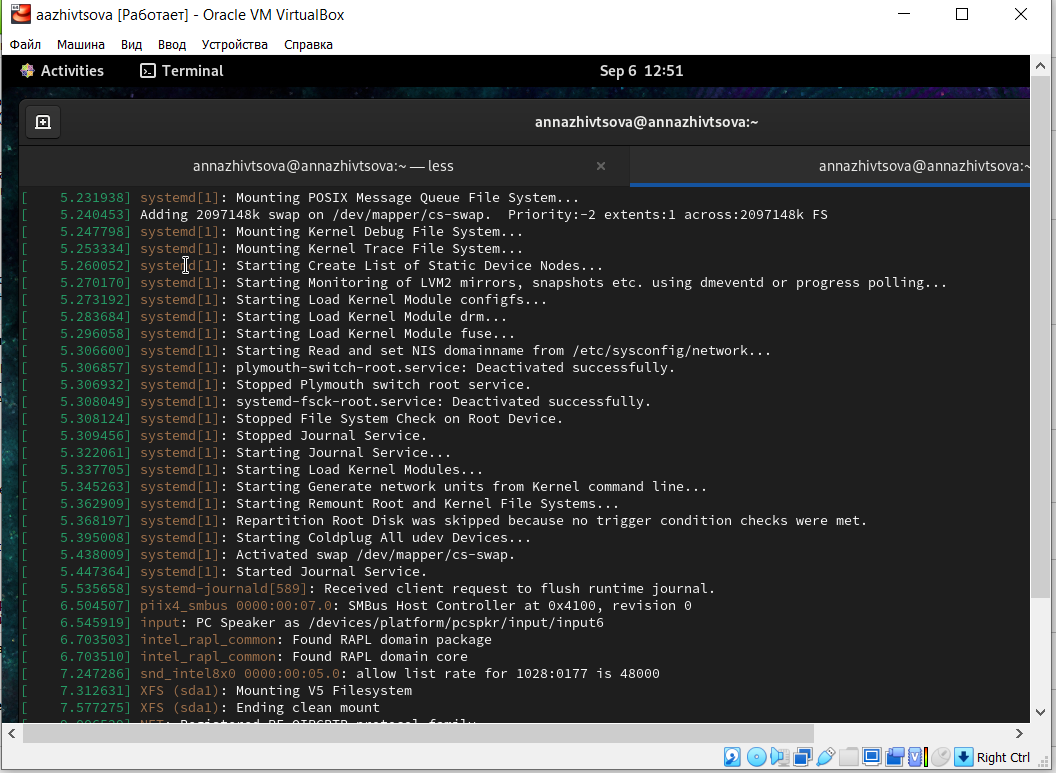 aazhivtsova [Работает] - Oracle VM VirtualBox
Файл Машина Вид Ввод Устройства Справка
Activities Terminal Sep 6 12:51
annazhivtsova@annazhivtsova:~
annazhivtsova@annazhivtsova:~ — less × annazhivtsova@annazhivtsova:~
[    5.231938] systemd[1]: Mounting POSIX Message Queue File System...
[    5.240453] Adding 2097148k swap on /dev/mapper/cs-swap.  Priority:-2 extents:1 across:2097148k FS
[    5.247798] systemd[1]: Mounting Kernel Debug File System...
[    5.253334] systemd[1]: Mounting Kernel Trace File System...
[    5.260052] systemd[1]: Starting Create List of Static Device Nodes...
[    5.270170] systemd[1]: Starting Monitoring of LVM2 mirrors, snapshots etc. using dmeventd or progress polling...
[    5.273192] systemd[1]: Starting Load Kernel Module configfs...
[    5.283684] systemd[1]: Starting Load Kernel Module drm...
[    5.296058] systemd[1]: Starting Load Kernel Module fuse...
[    5.306600] systemd[1]: Starting Read and set NIS domainname from /etc/sysconfig/network...
[    5.306857] systemd[1]: plymouth-switch-root.service: Deactivated successfully.
[    5.306932] systemd[1]: Stopped Plymouth switch root service.
[    5.308049] systemd[1]: systemd-fsck-root.service: Deactivated successfully.
[    5.308124] systemd[1]: Stopped File System Check on Root Device.
[    5.309456] systemd[1]: Stopped Journal Service.
[    5.322061] systemd[1]: Starting Journal Service...
[    5.337705] systemd[1]: Starting Load Kernel Modules...
[    5.345263] systemd[1]: Starting Generate network units from Kernel command line...
[    5.362909] systemd[1]: Starting Remount Root and Kernel File Systems...
[    5.368197] systemd[1]: Repartition Root Disk was skipped because no trigger condition checks were met.
[    5.395008] systemd[1]: Starting Coldplug All udev Devices...
[    5.438009] systemd[1]: Activated swap /dev/mapper/cs-swap.
[    5.447364] systemd[1]: Started Journal Service.
[    5.535658] systemd-journald[589]: Received client request to flush runtime journal.
[    6.504507] piix4_smbus 0000:00:07.0: SMBus Host Controller at 0x4100, revision 0
[    6.545919] input: PC Speaker as /devices/platform/pcspkr/input/input6
[    6.703503] intel_rapl_common: Found RAPL domain package
[    6.703510] intel_rapl_common: Found RAPL domain core
[    7.247286] snd_intel8x0 0000:00:05.0: allow list rate for 1028:0177 is 48000
[    7.312631] XFS (sda1): Mounting V5 Filesystem
[    7.577275] XFS (sda1): Ending clean mount
Right Ctrl